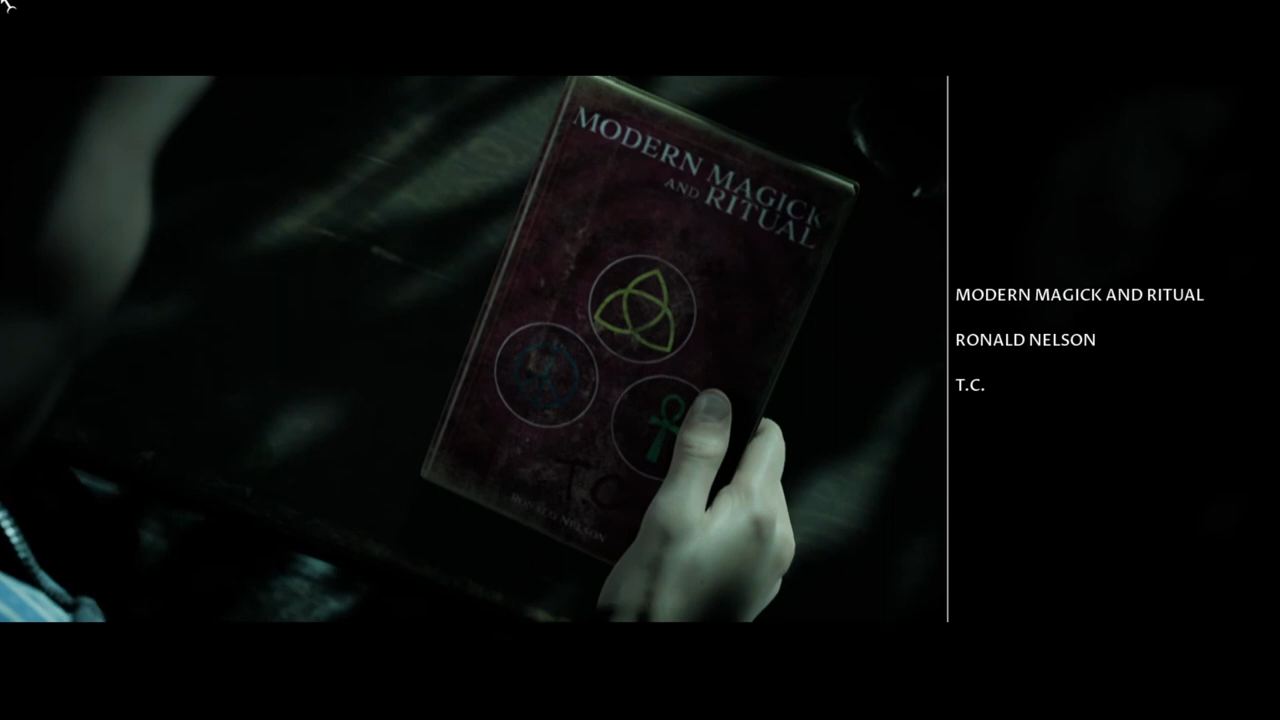 MODERN MAGICK
AND RITUAL
T.C
RONALD NELSON
MODERN MAGICK AND RITUAL
RONALD NELSON
T.C.